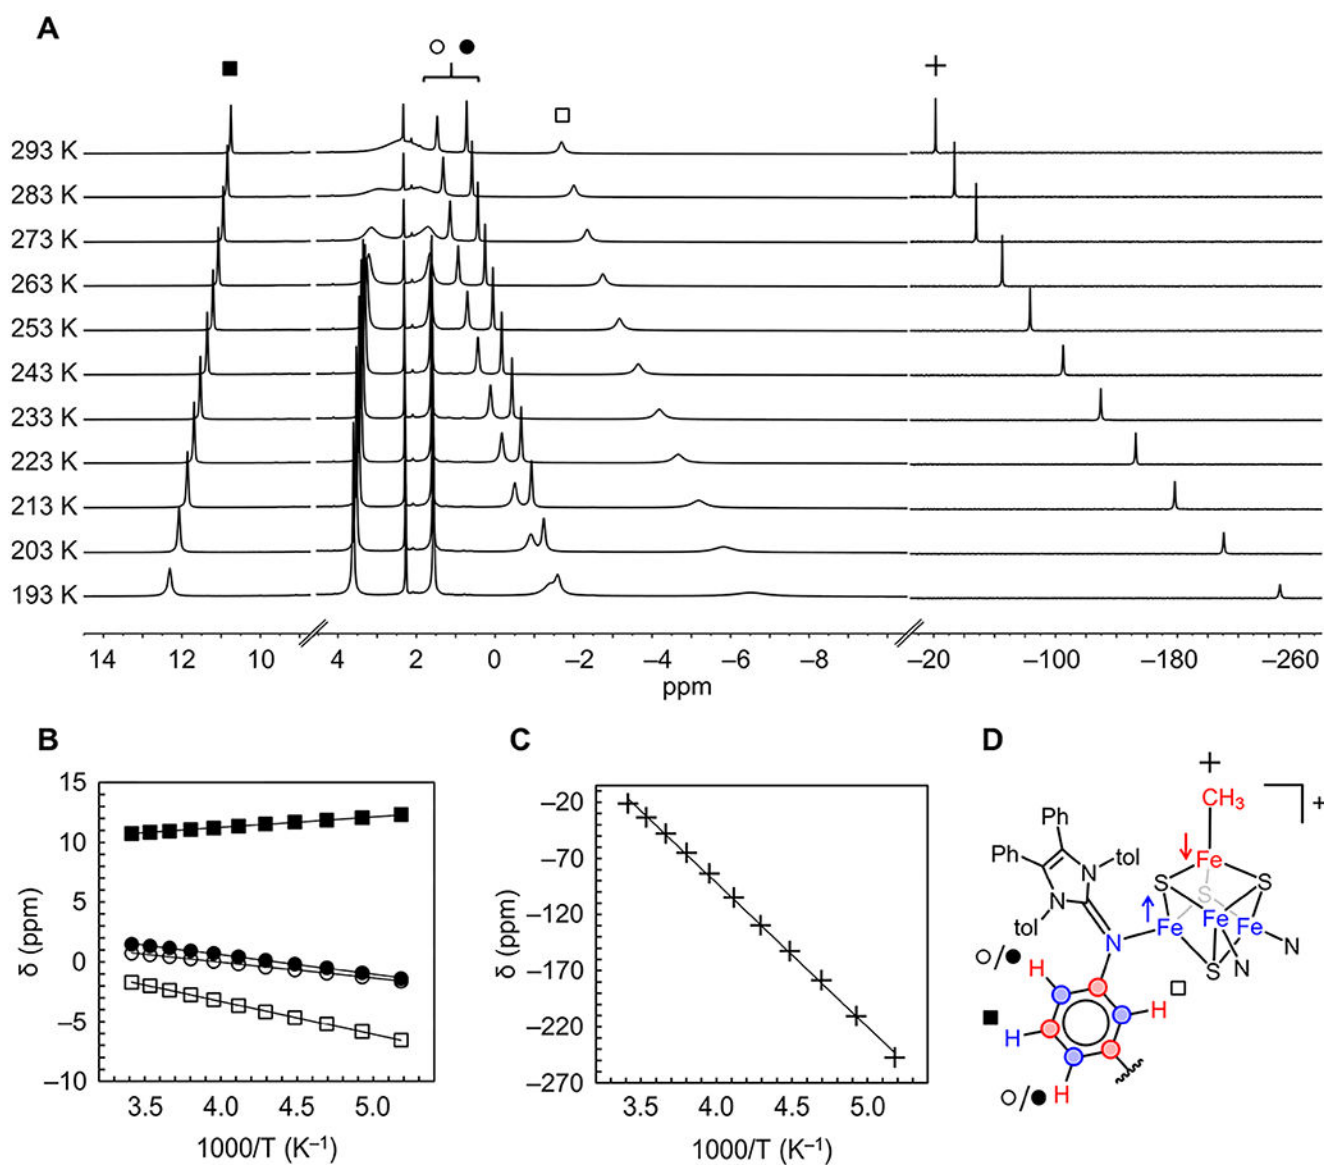 A
293 K
283 K
273 K
263 K
253 K
243 K
233 K
223 K
213 K
203 K
193 K
14 12 10 4 2 0 −2 −4 −6 −8 −20 −100 −180 −260
ppm
B
15
10
5
0
−5
−10
δ (ppm)
3.5 4.0 4.5 5.0
1000/T (K⁻¹)
C
−20
−70
−120
−170
−220
−270
δ (ppm)
3.5 4.0 4.5 5.0
1000/T (K⁻¹)
D
+
CH₃
+
Ph
Ph
N
tol
Fe
N
S
S
S
tol
Fe
Fe
Fe
N
N
S
N
H
H
H
H